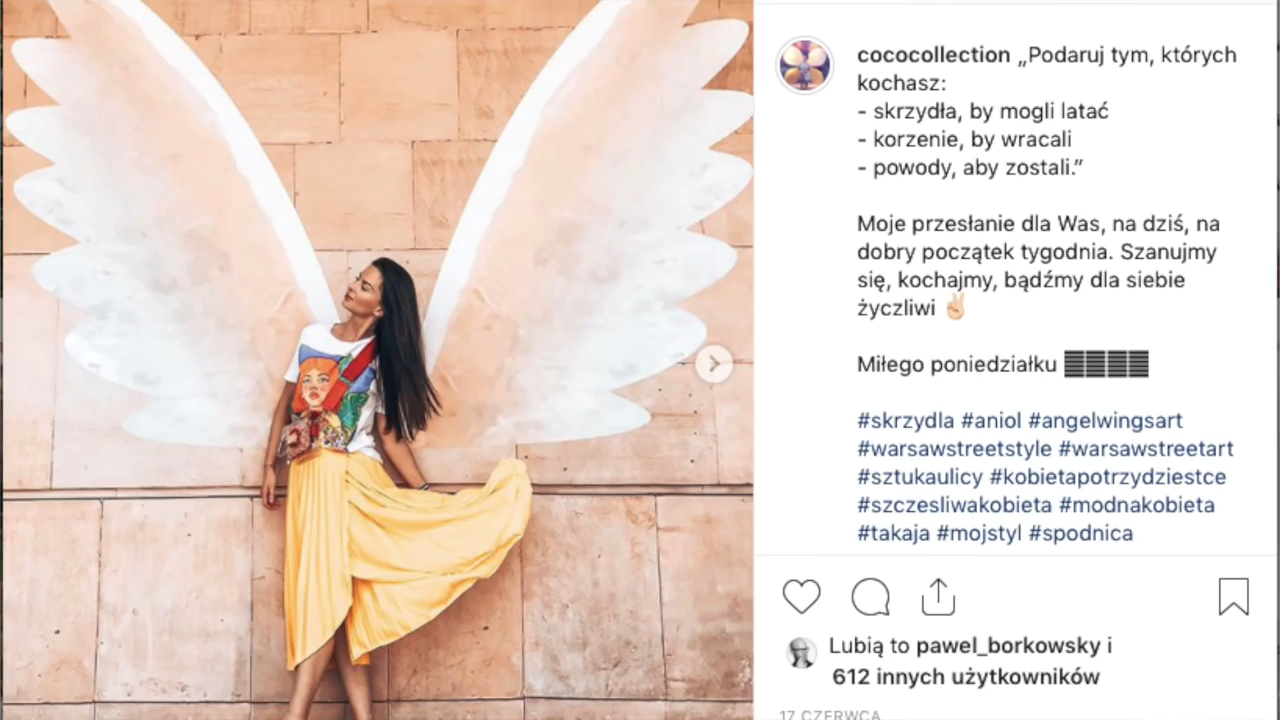 cococollection „Podaruj tym, których
kochasz:
- skrzydła, by mogli latać
- korzenie, by wracali
- powody, aby zostali.”
Moje przesłanie dla Was, na dziś, na
dobry początek tygodnia. Szanujmy
się, kochajmy, bądźmy dla siebie
życzliwi ✌🏻
Miłego poniedziałku
#skrzydla #aniol #angelwingsart
#warsawstreetstyle #warsawstreetart
#sztukaulicy #kobietapotrzydziestce
#szczesliwakobieta #modnakobieta
#takaja #mojstyl #spodnica
Lubią to pawel_borkowsky i
612 innych użytkowników
17 CZERWCA